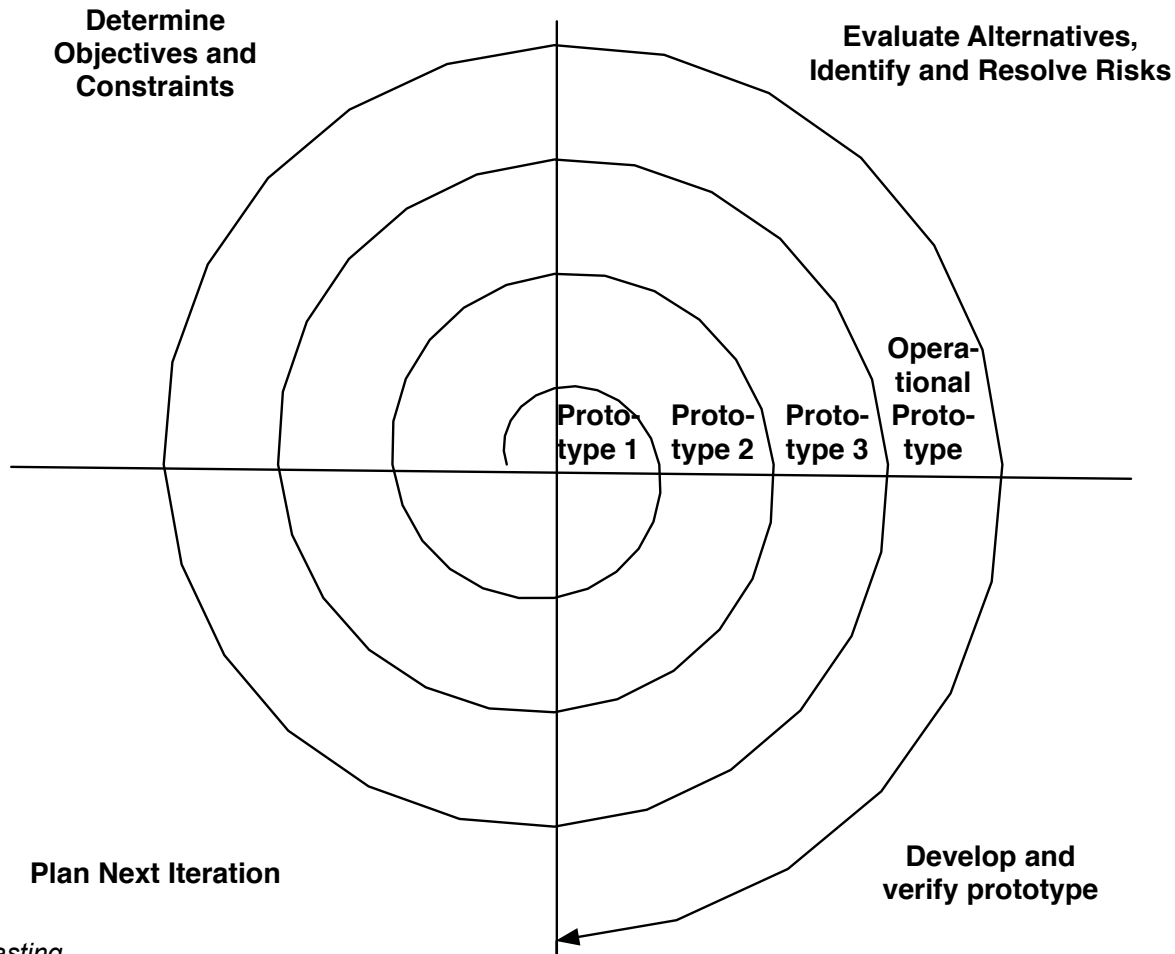 Determine
Objectives and
Constraints
Evaluate Alternatives,
Identify and Resolve Risks
Proto-
type 1
Proto-
type 2
Proto-
type 3
Opera-
tional
Proto-
type
Plan Next Iteration
Develop and
verify prototype